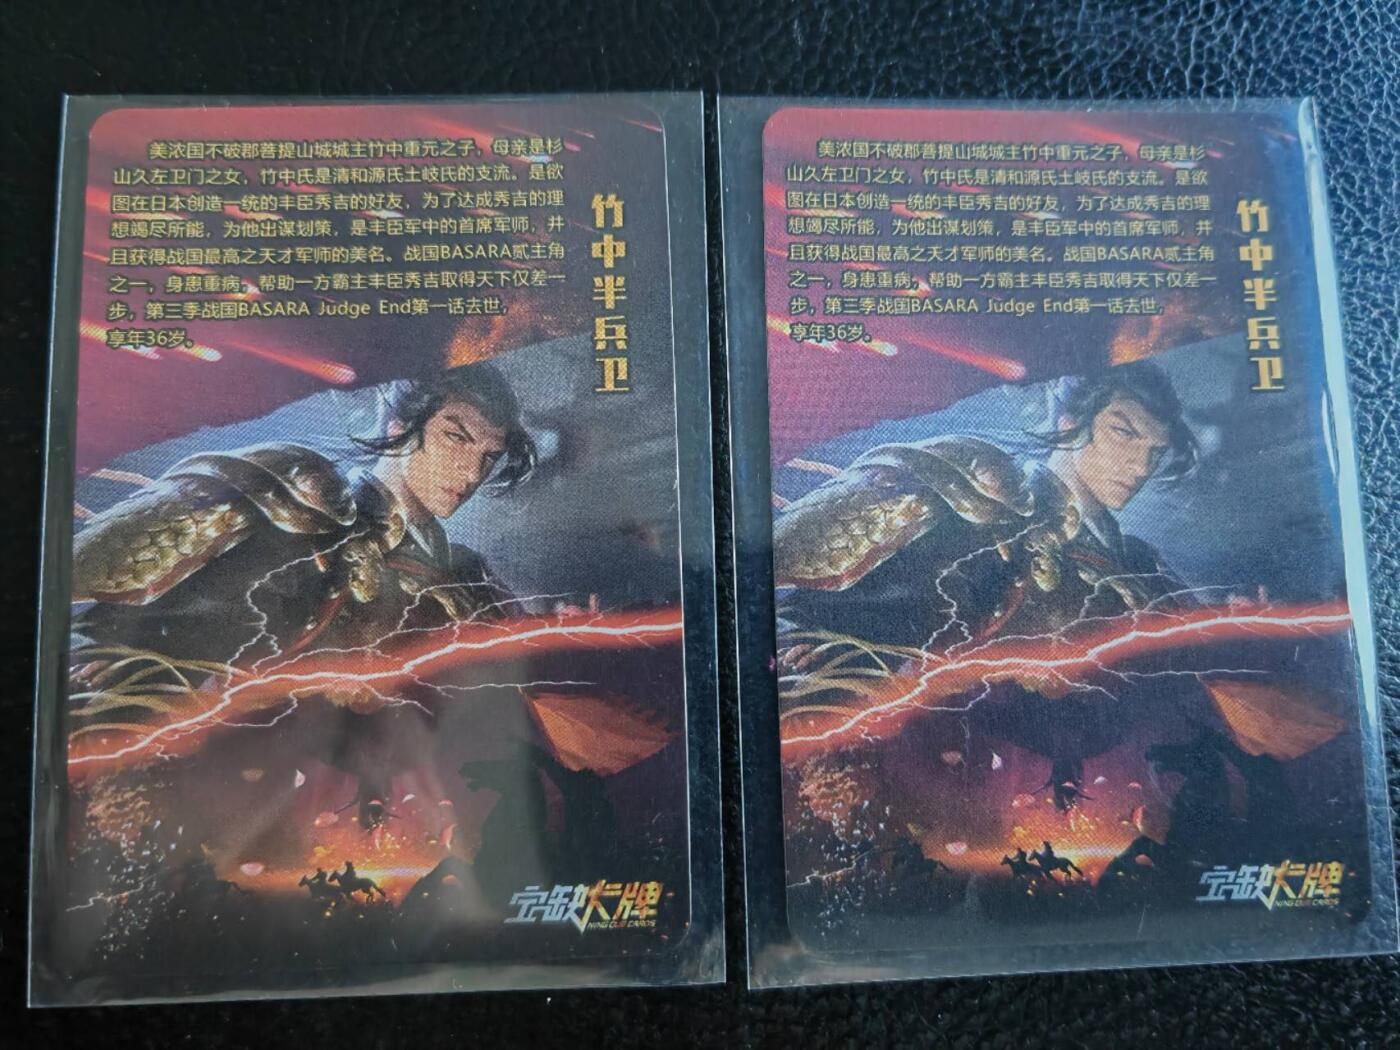 美浓国不破郡菩提山城城主竹中重元之子，母亲是杉
山久左卫门之女，竹中氏是清和源氏土岐氏的支流。是欲
图在日本创造一统的丰臣秀吉的好友，为了达成秀吉的理
想竭尽所能，为他出谋划策，是丰臣军中的首席军师，并
且获得战国最高之天才军师的美名。战国BASARA贰主角
之一，身患重病，帮助一方霸主丰臣秀吉取得天下仅差一
步，第三季战国BASARA Judge End第一话去世，
享年36岁。
竹中半兵卫
宁缺大牌
NING QUE CARDS
美浓国不破郡菩提山城城主竹中重元之子，母亲是杉
山久左卫门之女，竹中氏是清和源氏土岐氏的支流。是欲
图在日本创造一统的丰臣秀吉的好友，为了达成秀吉的理
想竭尽所能，为他出谋划策，是丰臣军中的首席军师，并
且获得战国最高之天才军师的美名。战国BASARA贰主角
之一，身患重病，帮助一方霸主丰臣秀吉取得天下仅差一
步，第三季战国BASARA Judge End第一话去世，
享年36岁。
竹中半兵卫
宁缺大牌
NING QUE CARDS